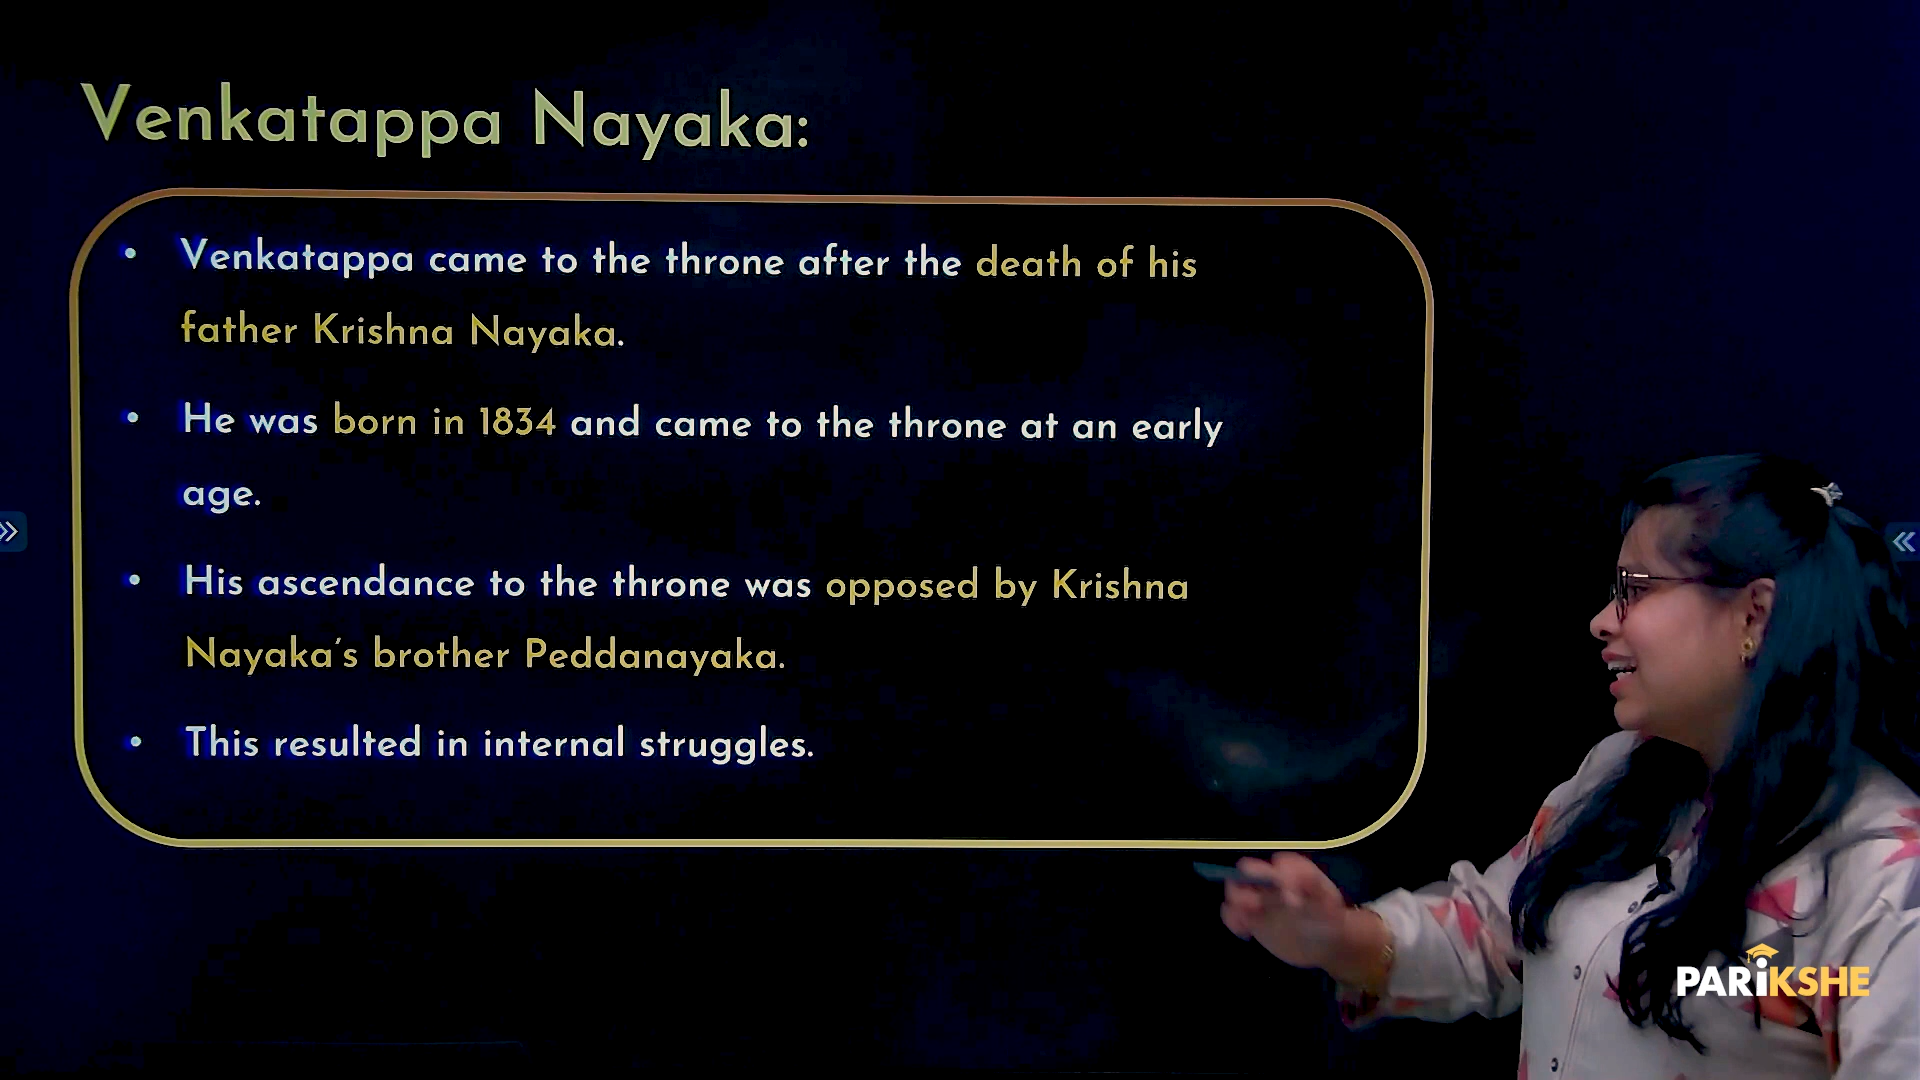 Venkatappa Nayaka:
• Venkatappa came to the throne after the death of his
father Krishna Nayaka.
• He was born in 1834 and came to the throne at an early
age.
• His ascendance to the throne was opposed by Krishna
Nayaka's brother Peddanayaka.
• This resulted in internal struggles.
PARiKSHE